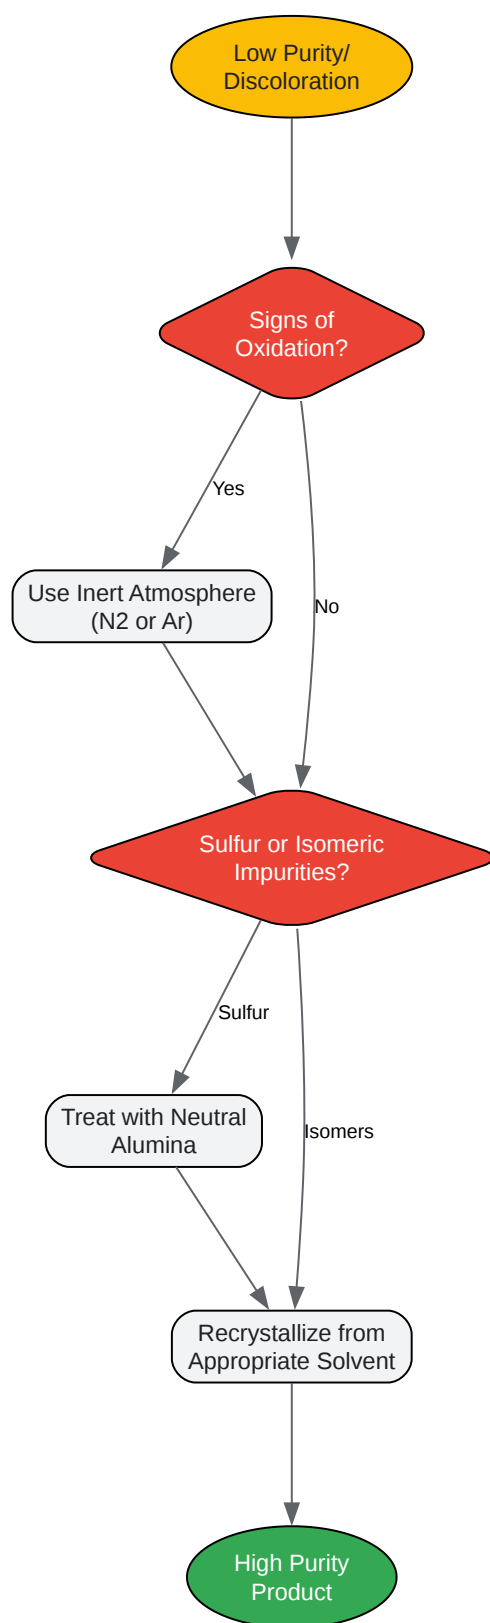 Low Purity/
Discoloration
Signs of
Oxidation?
Yes
Use Inert Atmosphere
(N2 or Ar)
No
Sulfur or Isomeric
Impurities?
Sulfur
Treat with Neutral
Alumina
Isomers
Recrystallize from
Appropriate Solvent
High Purity
Product